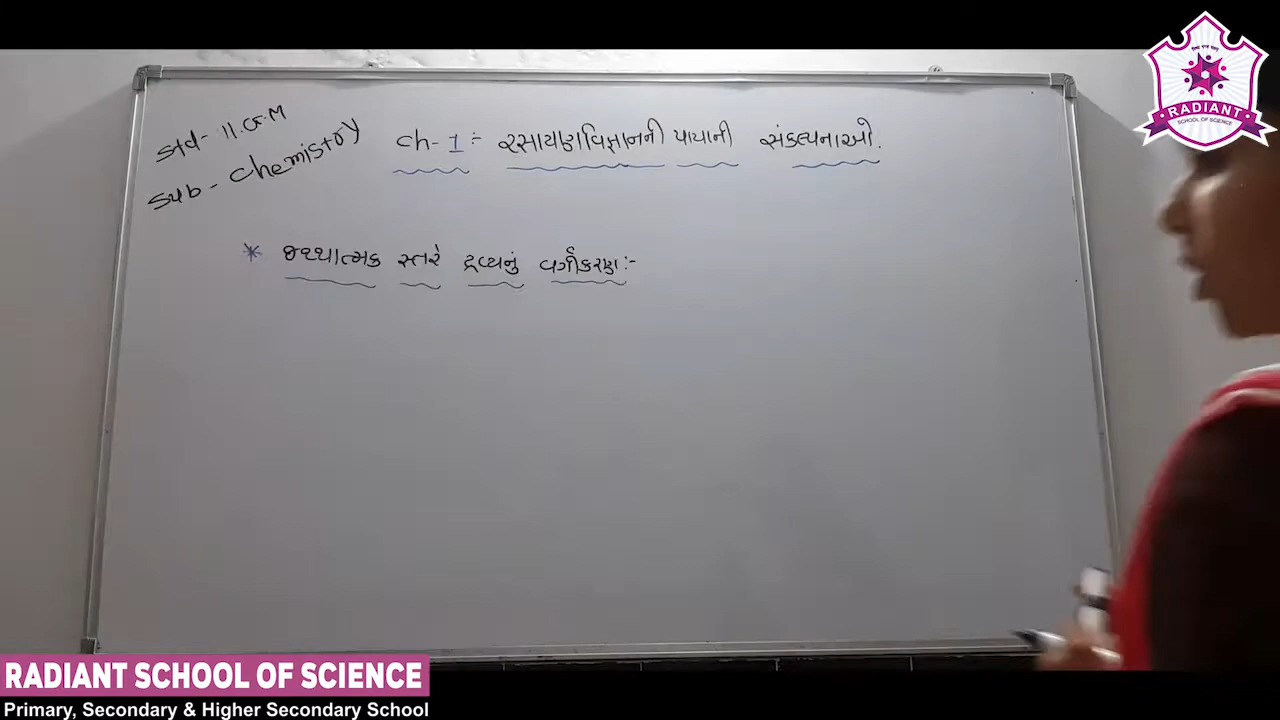 Std- 11.G.M
Sub- Chemistry
Ch- 1 :- રસાયણવિજ્ઞાનની પાયાની સંકલ્પનાઓ.
* જથ્થાત્મક સ્તરે દ્રવ્યનું વર્ગીકરણ:-
RADIANT
SCHOOL OF SCIENCE
RADIANT SCHOOL OF SCIENCE
Primary, Secondary & Higher Secondary School